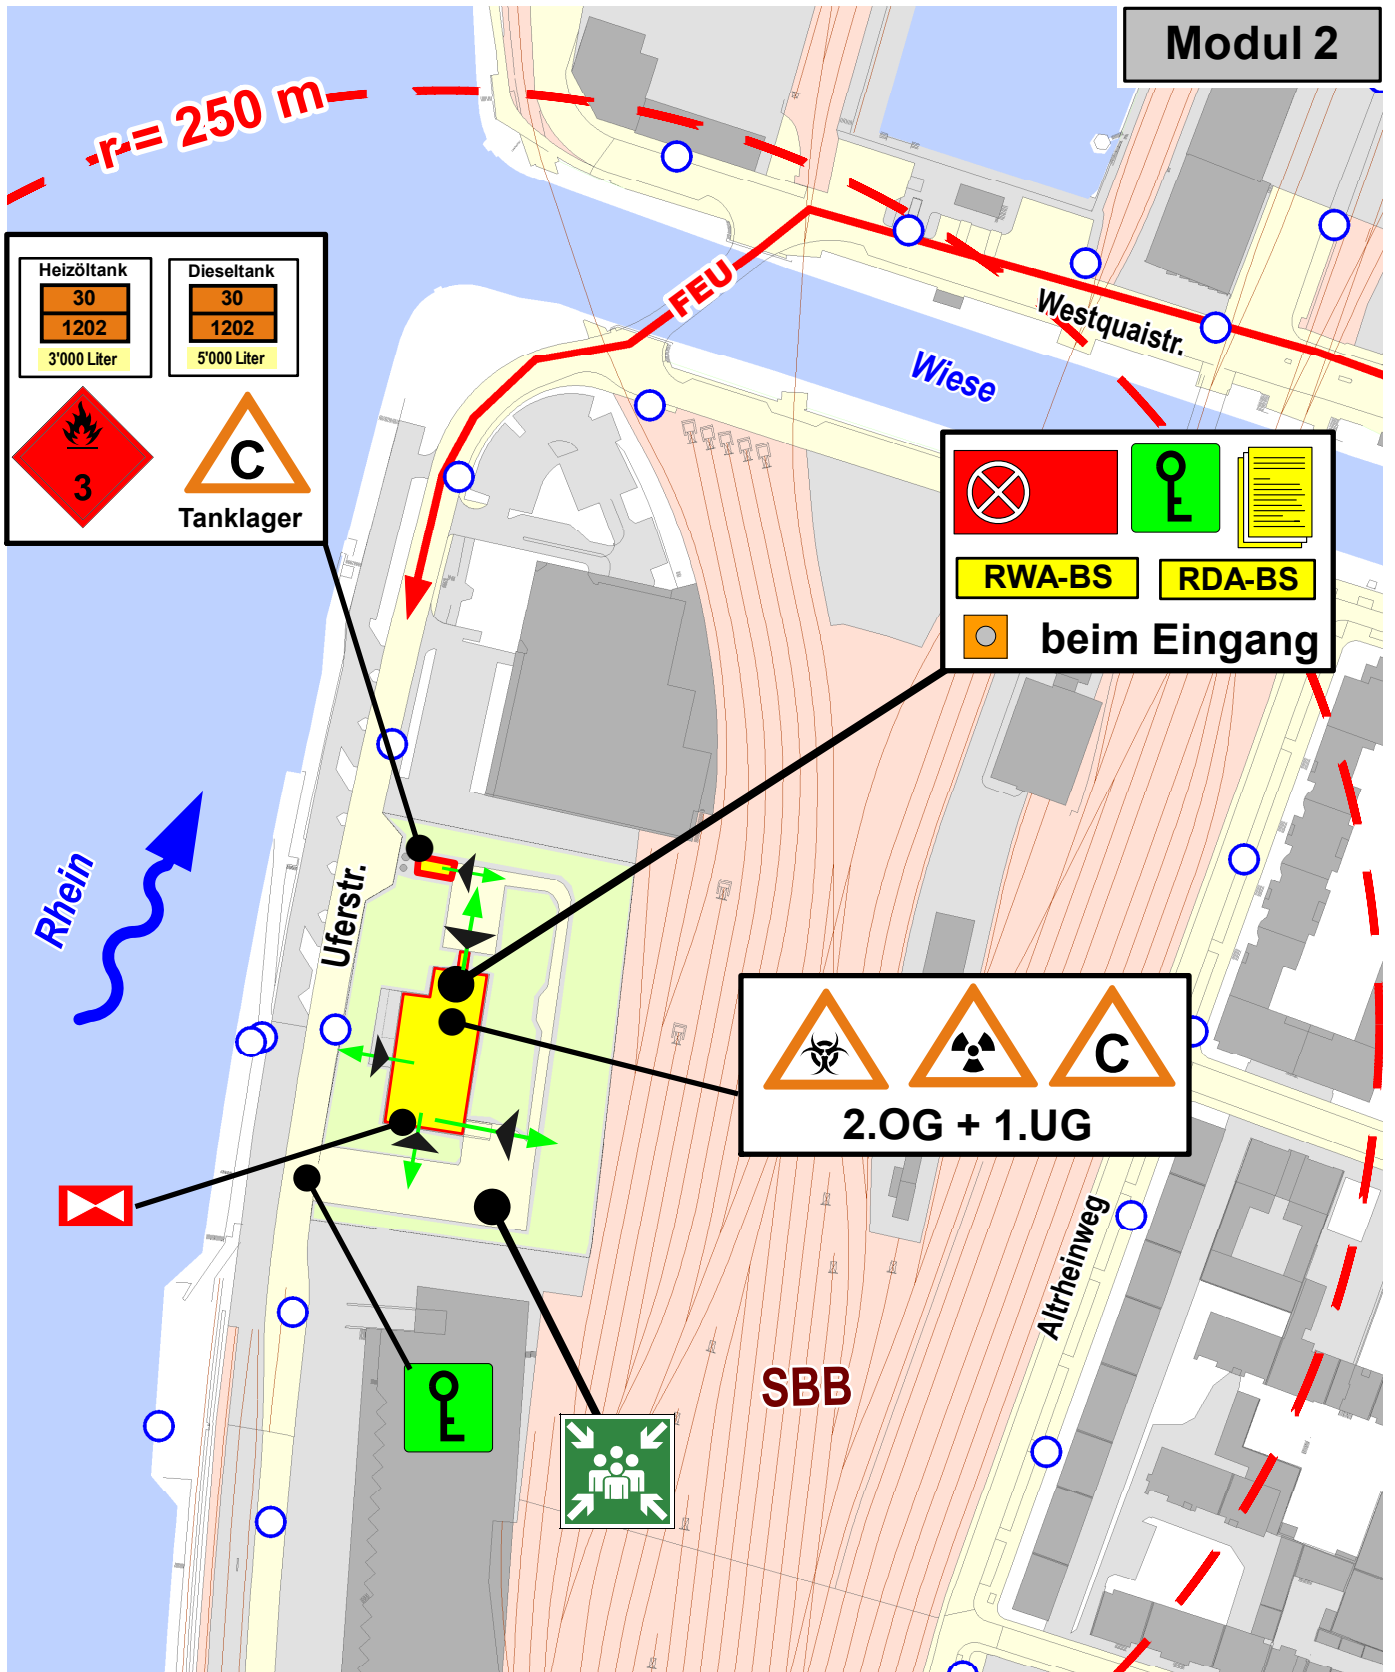 Modul 2
r = 250 m
Heizöltank
30
1202
3'000 Liter
Dieseltank
30
1202
5'000 Liter
3
C
Tanklager
FEU
Westquaistr.
Wiese
RWA-BS
RDA-BS
beim Eingang
Rhein
Uferstr.
C
2.OG + 1.UG
Altrheinweg
SBB